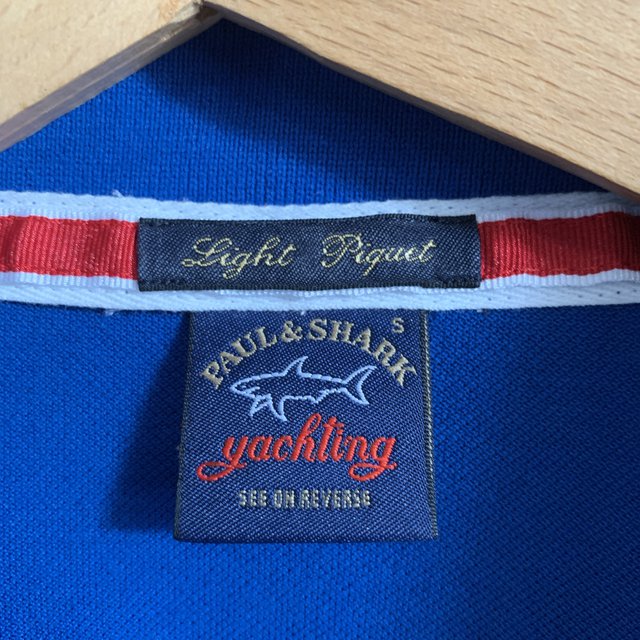 Light Piquet
S
PAUL & SHARK
yachting
SEE ON REVERSE